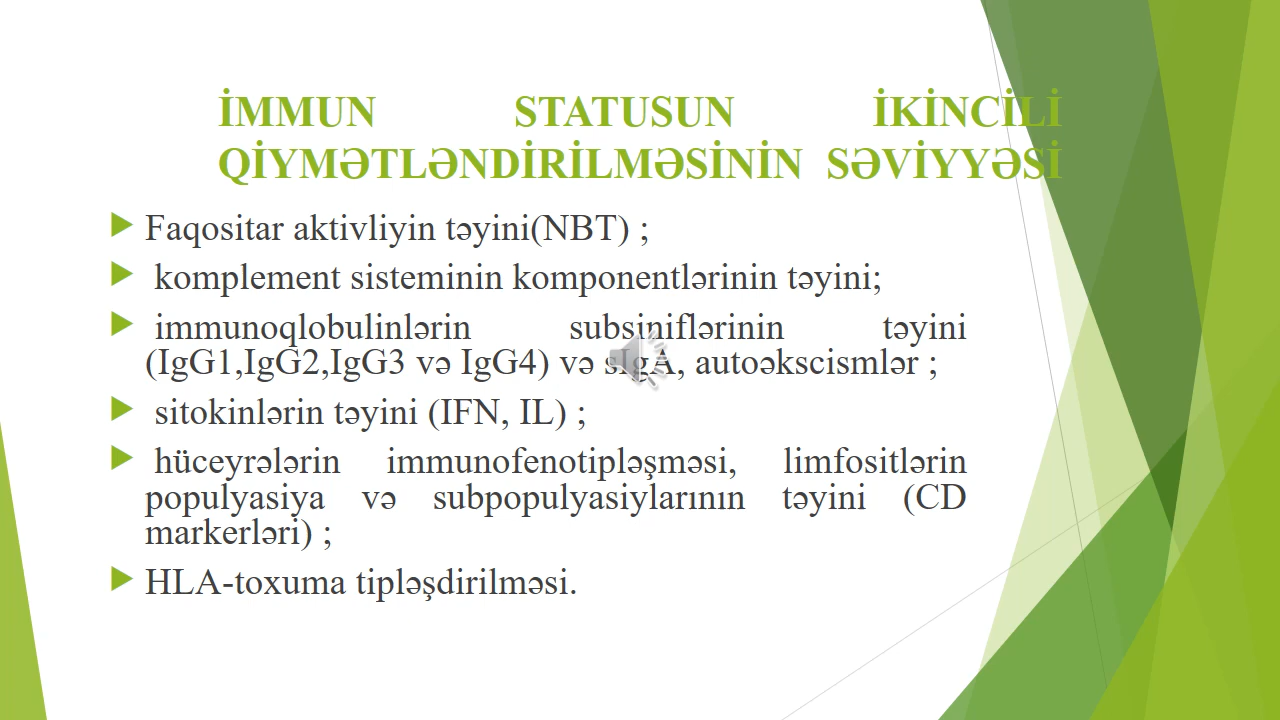 İMMUN STATUSUN İKİNCİLİ
QİYMƏTLƏNDİRİLMƏSİNİN SƏVİYYƏSİ
Faqositar aktivliyin təyini(NBT) ;
komplement sisteminin komponentlərinin təyini;
immunoqlobulinlərin subsiniflərinin təyini
(IgG1,IgG2,IgG3 və IgG4) və sIgA, autoəkscismlər ;
sitokinlərin təyini (IFN, IL) ;
hüceyrələrin immunofenotipləşməsi, limfositlərin
populyasiya və subpopulyasiylarının təyini (CD
markerləri) ;
HLA-toxuma tipləşdirilməsi.